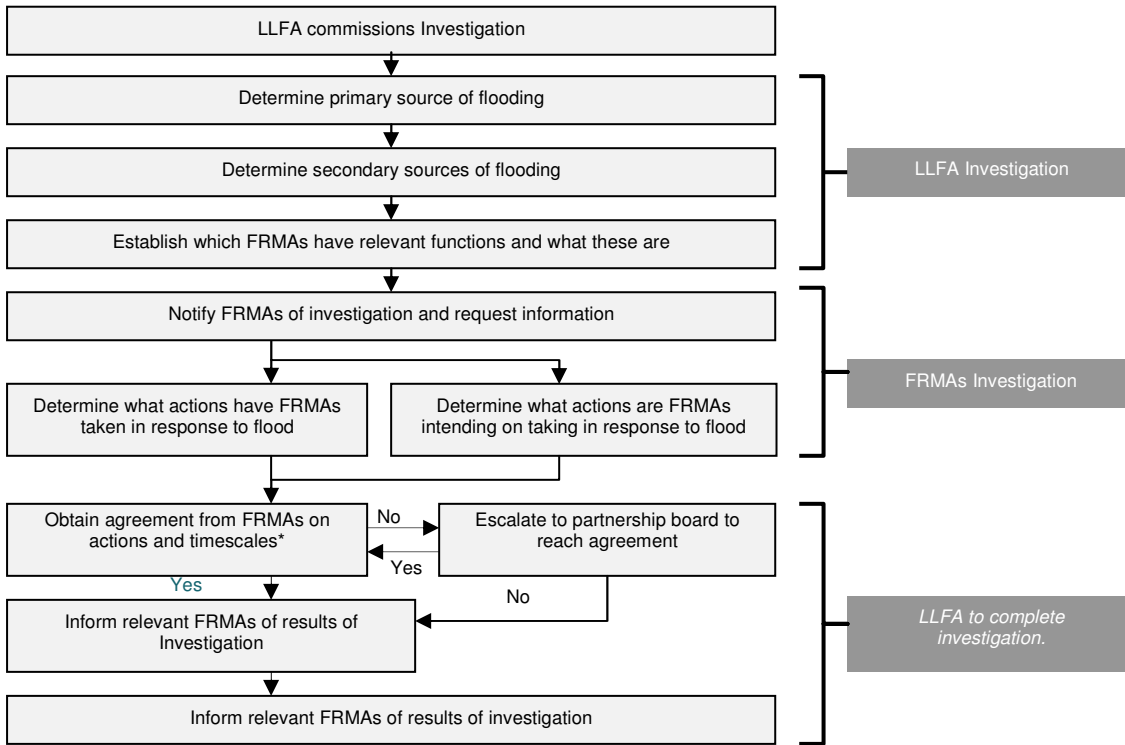 LLFA commissions Investigation
Determine primary source of flooding
Determine secondary sources of flooding
LLFA Investigation
Establish which FRMAs have relevant functions and what these are
Notify FRMAs of investigation and request information
FRMAs Investigation
Determine what actions have FRMAs
taken in response to flood
Determine what actions are FRMAs
intending on taking in response to flood
Obtain agreement from FRMAs on
actions and timescales*
No
Yes
Escalate to partnership board to
reach agreement
Yes
No
Inform relevant FRMAs of results of
Investigation
LLFA to complete
investigation.
Inform relevant FRMAs of results of investigation